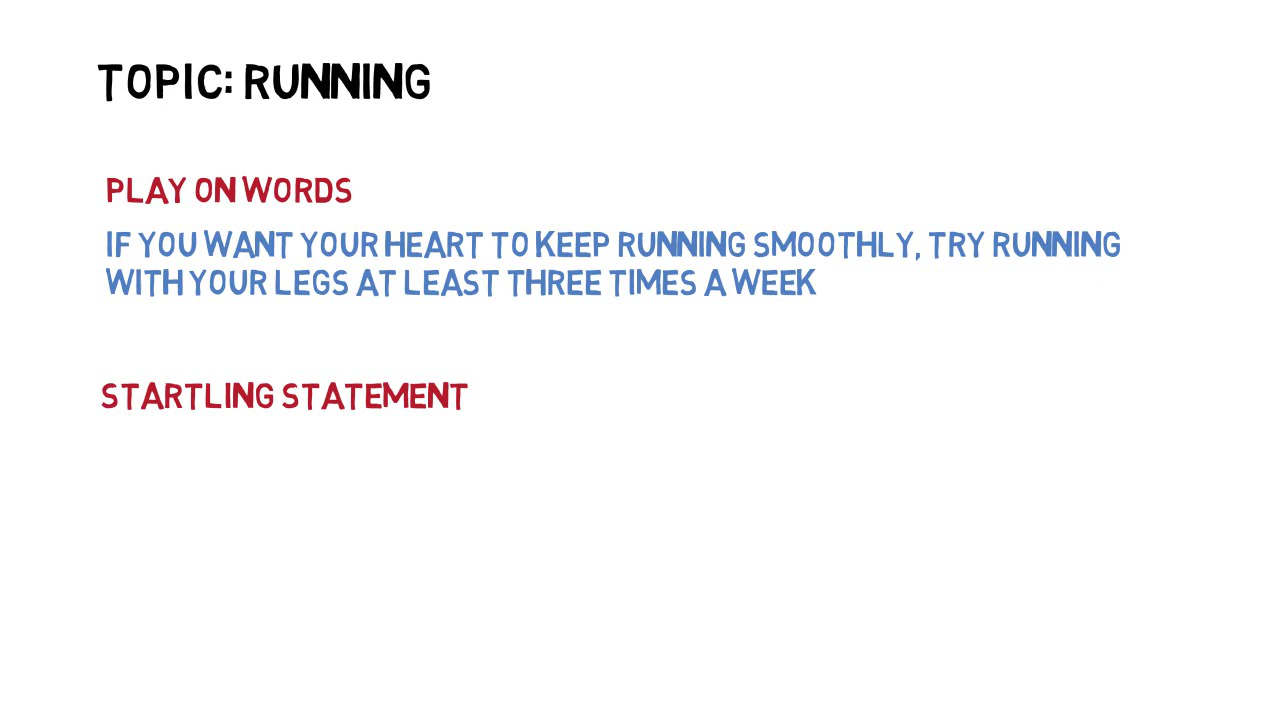 TOPIC: RUNNING
PLAY ON WORDS
IF YOU WANT YOUR HEART TO KEEP RUNNING SMOOTHLY, TRY RUNNING
WITH YOUR LEGS AT LEAST THREE TIMES A WEEK
STARTLING STATEMENT